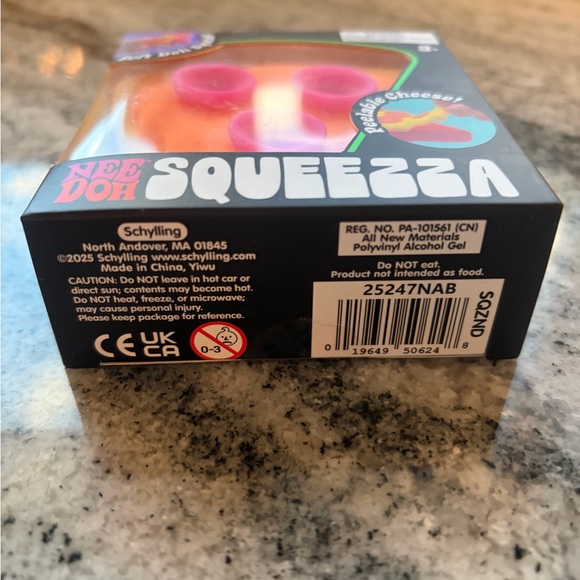 Soft Doh
Peelable Cheese!
NEE DOH
SQUEEZZA
Schylling
North Andover, MA 01845
©2025 Schylling www.schylling.com
Made in China, Yiwu
CAUTION: Do NOT leave in hot car or
direct sun; contents may become hot.
Do NOT heat, freeze, or microwave;
may cause personal injury.
Please keep package for reference.
CE UK
CA
0-3
REG. NO. PA-101561 (CN)
All New Materials
Polyvinyl Alcohol Gel
Do NOT eat.
Product not intended as food.
25247NAB
0 19649 50624 8
SQZND